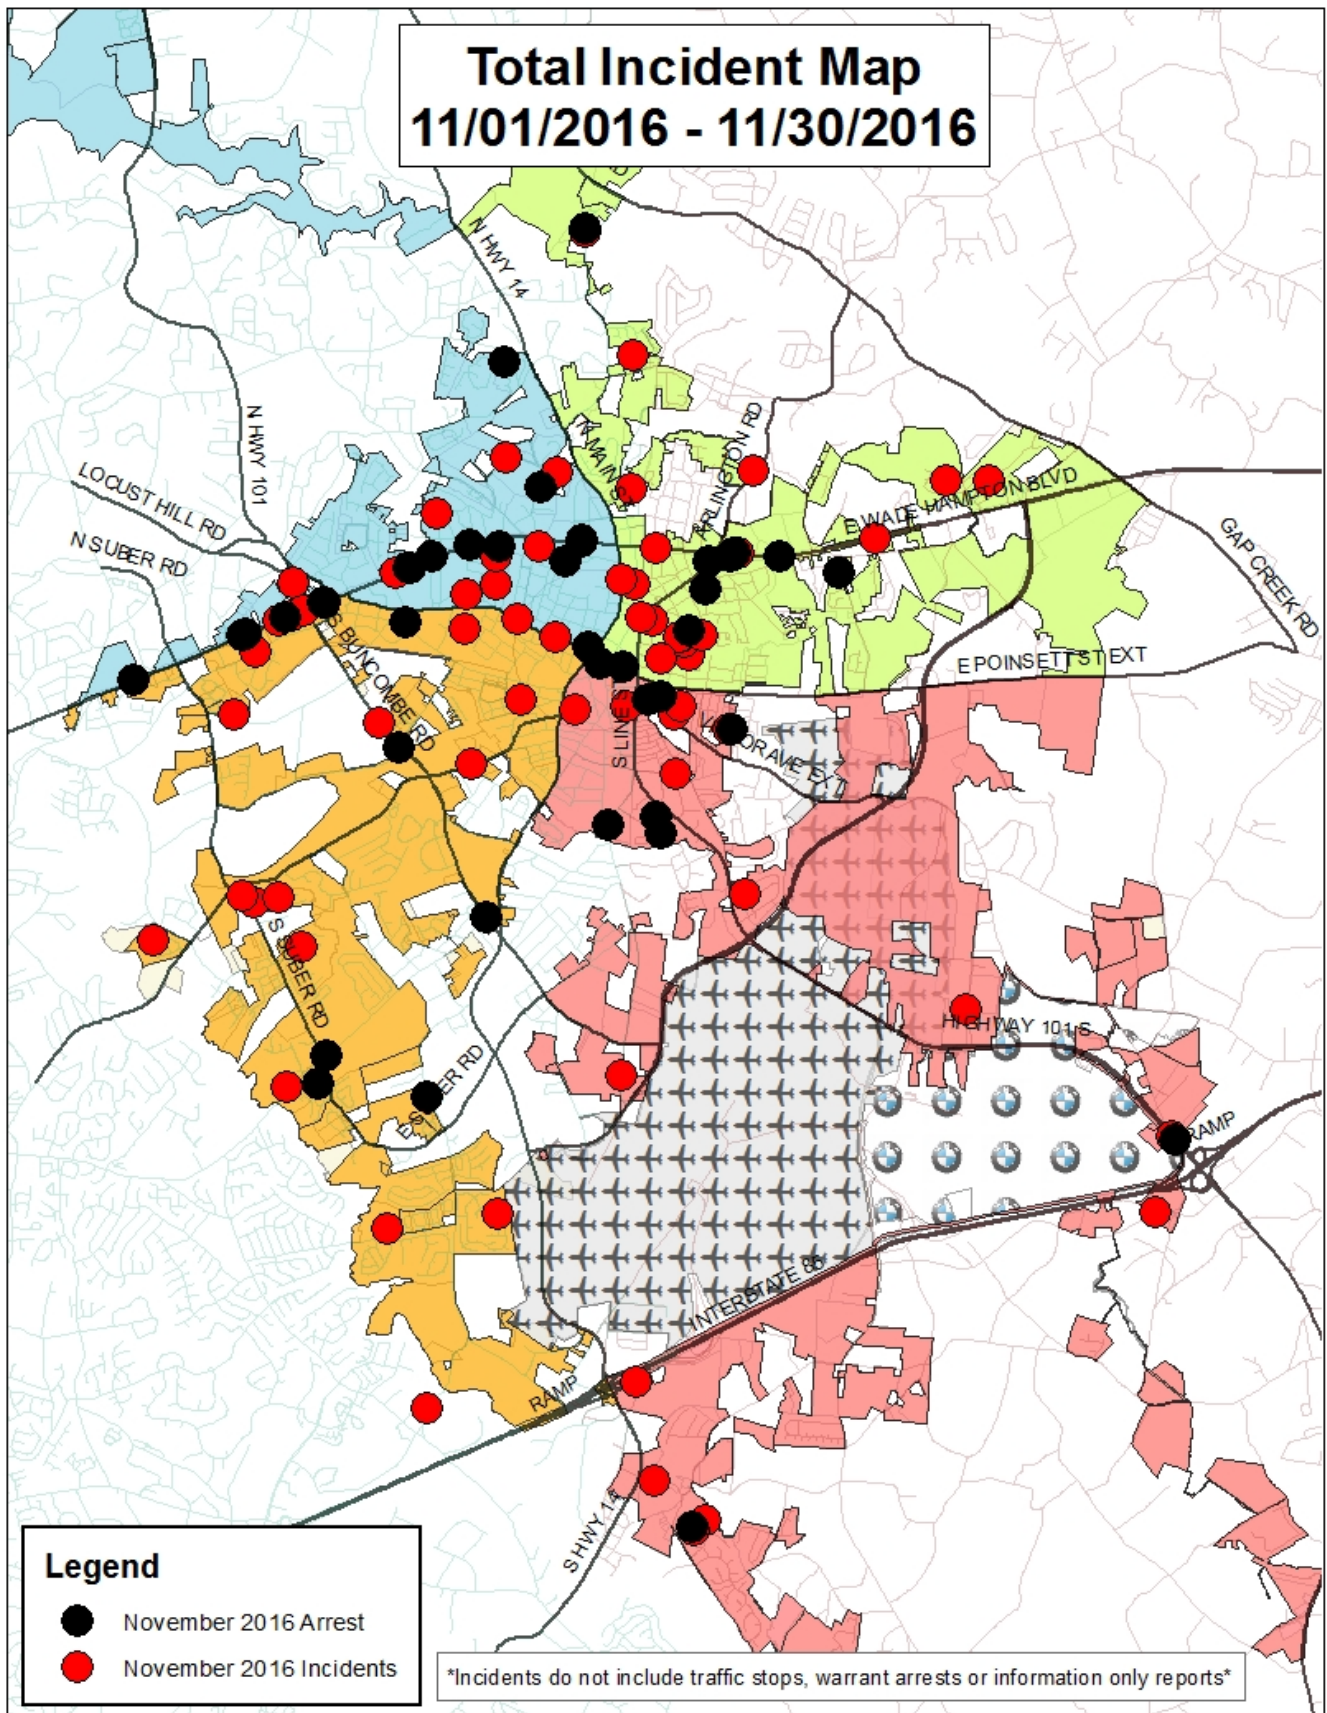 Total Incident Map
11/01/2016 - 11/30/2016
N HWY 14
N HWY 101
LOCUST HILL RD
N SUBER RD
N MAIN ST
ARLINGTON RD
E WADE HAMPTON BLVD
GAP CREEK RD
S BUNCOMBE RD
E POINSETT ST EXT
S LINE S
AVE EXT
S SUBER RD
HIGHWAY 101 S
RAMP
INTERSTATE 85
RAMP
S HWY 14
Legend
November 2016 Arrest
November 2016 Incidents
*Incidents do not include traffic stops, warrant arrests or information only reports*